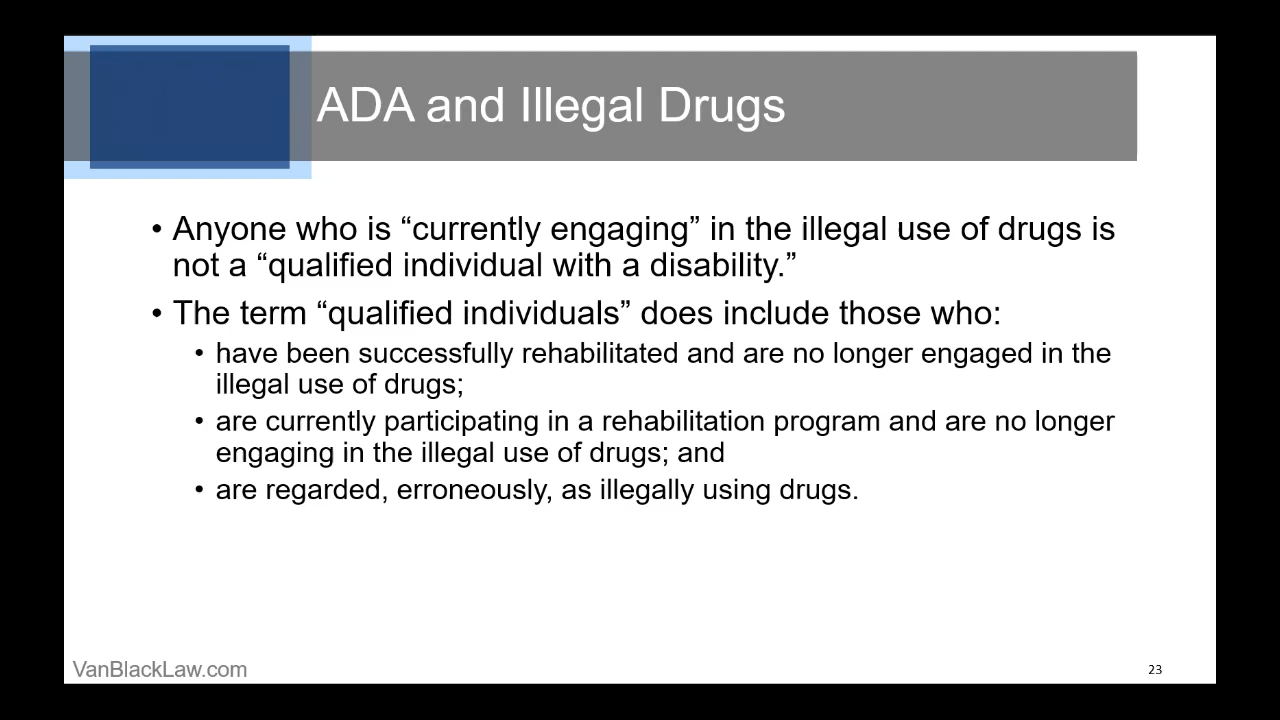 ADA and Illegal Drugs
• Anyone who is “currently engaging” in the illegal use of drugs is
not a “qualified individual with a disability.”
• The term “qualified individuals” does include those who:
• have been successfully rehabilitated and are no longer engaged in the
illegal use of drugs;
• are currently participating in a rehabilitation program and are no longer
engaging in the illegal use of drugs; and
• are regarded, erroneously, as illegally using drugs.
VanBlackLaw.com
23